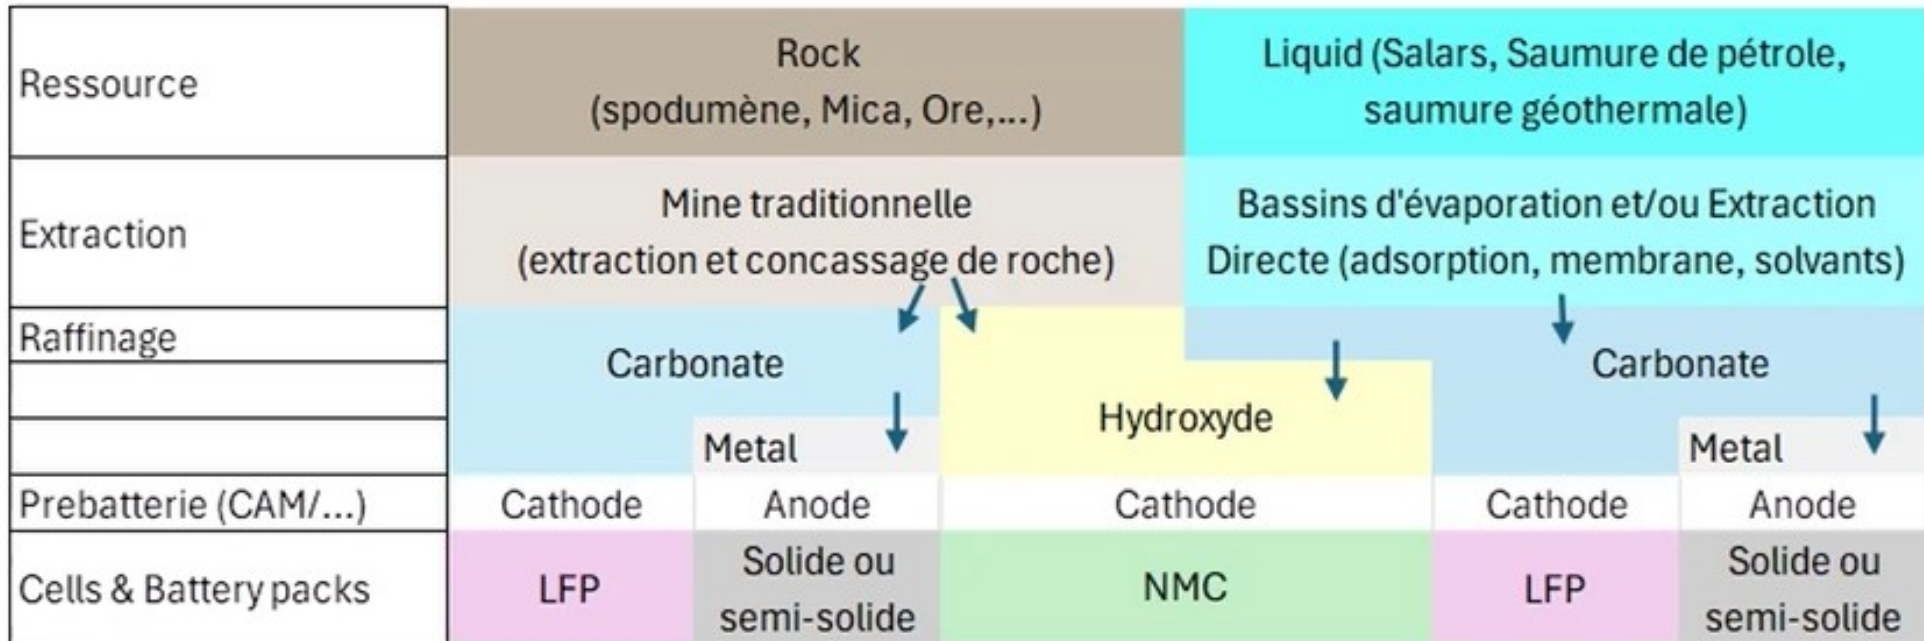 Ressource
Rock
(spodumène, Mica, Ore,...)
Liquid (Salars, Saumure de pétrole,
saumure géothermale)
Extraction
Mine traditionnelle
(extraction et concassage de roche)
Bassins d'évaporation et/ou Extraction
Directe (adsorption, membrane, solvants)
Raffinage
Carbonate
Hydroxyde
Carbonate
Metal
Metal
Prebatterie (CAM/...)
Cathode
Anode
Cathode
Cathode
Anode
Cells & Battery packs
LFP
Solide ou
semi-solide
NMC
LFP
Solide ou
semi-solide